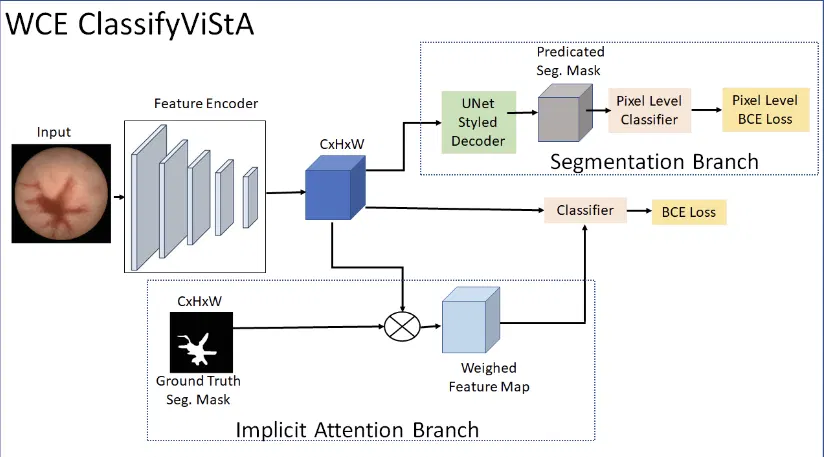 WCE ClassifyViStA
Input
Feature Encoder
CxHxW
UNet
Styled
Decoder
Predicated
Seg. Mask
Pixel Level
Classifier
Pixel Level
BCE Loss
Segmentation Branch
Classifier
BCE Loss
CxHxW
Ground Truth
Seg. Mask
Weighed
Feature Map
Implicit Attention Branch